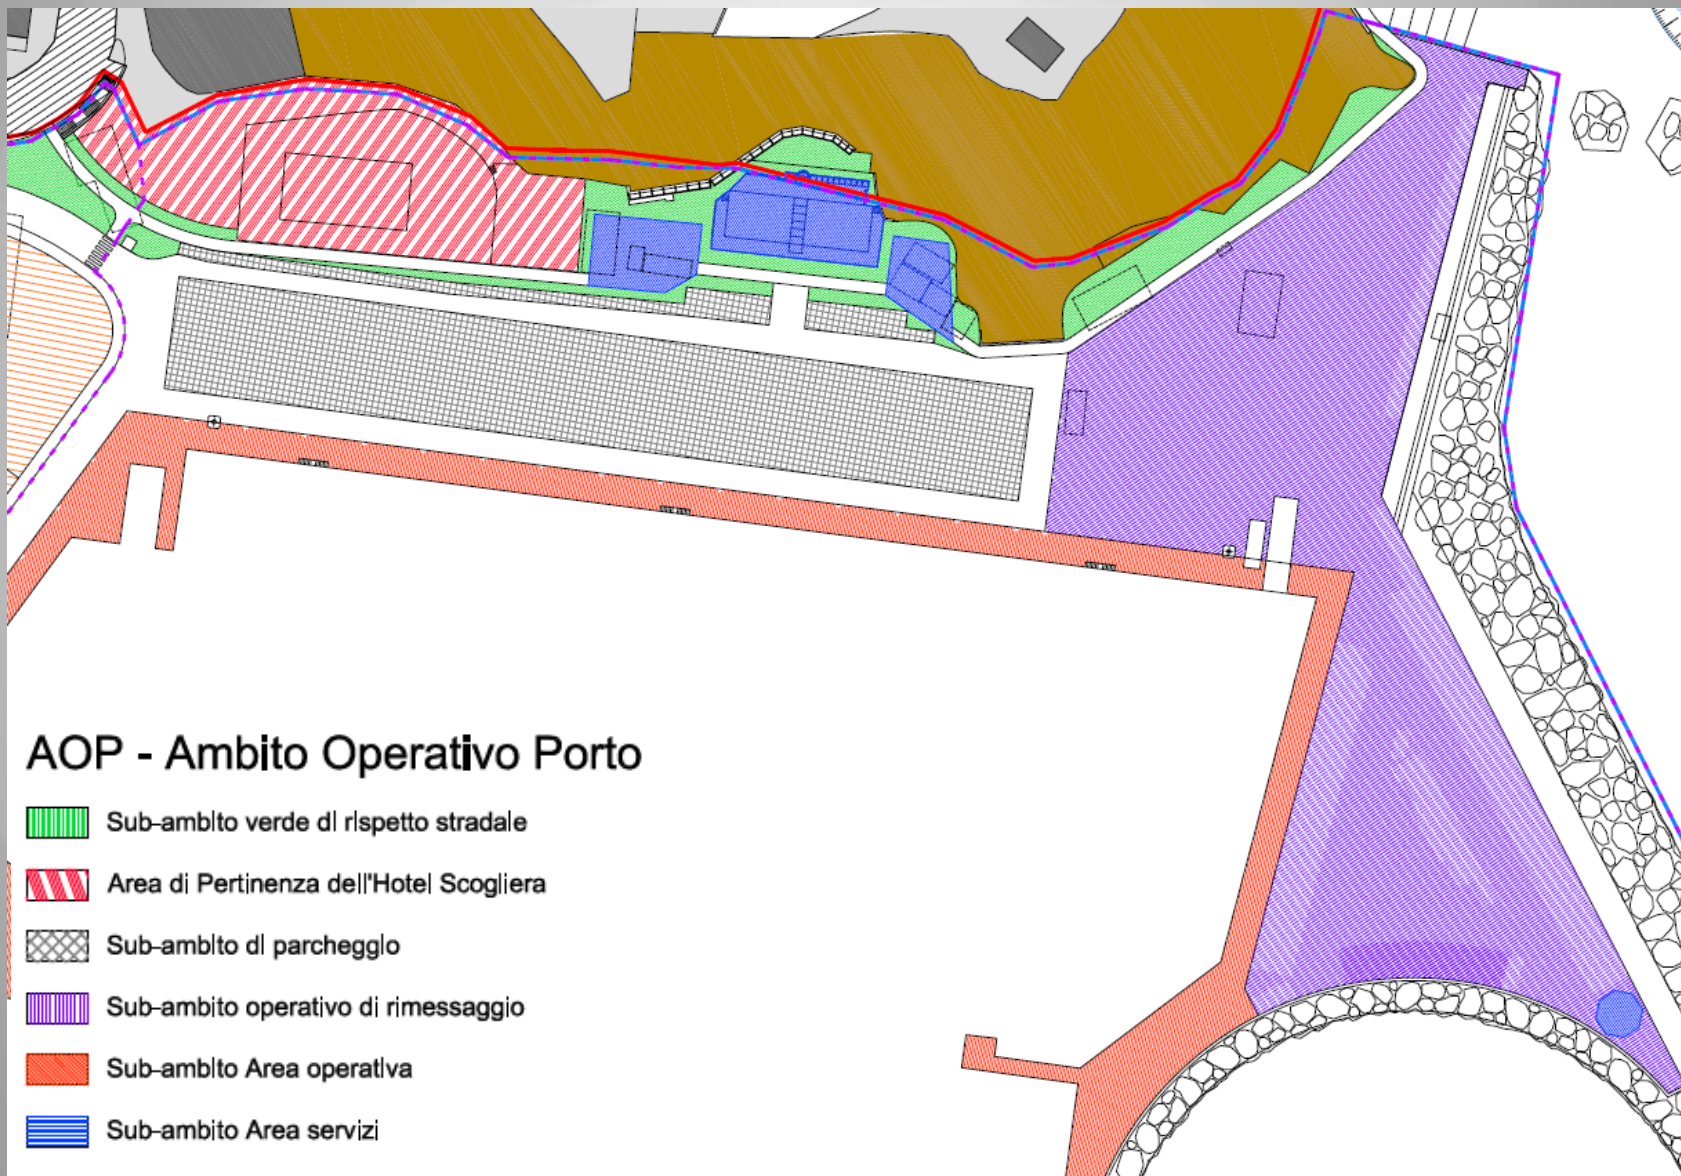 AOP - Ambito Operativo Porto
Sub-ambito verde di rispetto stradale
Area di Pertinenza dell'Hotel Scogliera
Sub-ambito di parcheggio
Sub-ambito operativo di rimessaggio
Sub-ambito Area operativa
Sub-ambito Area servizi